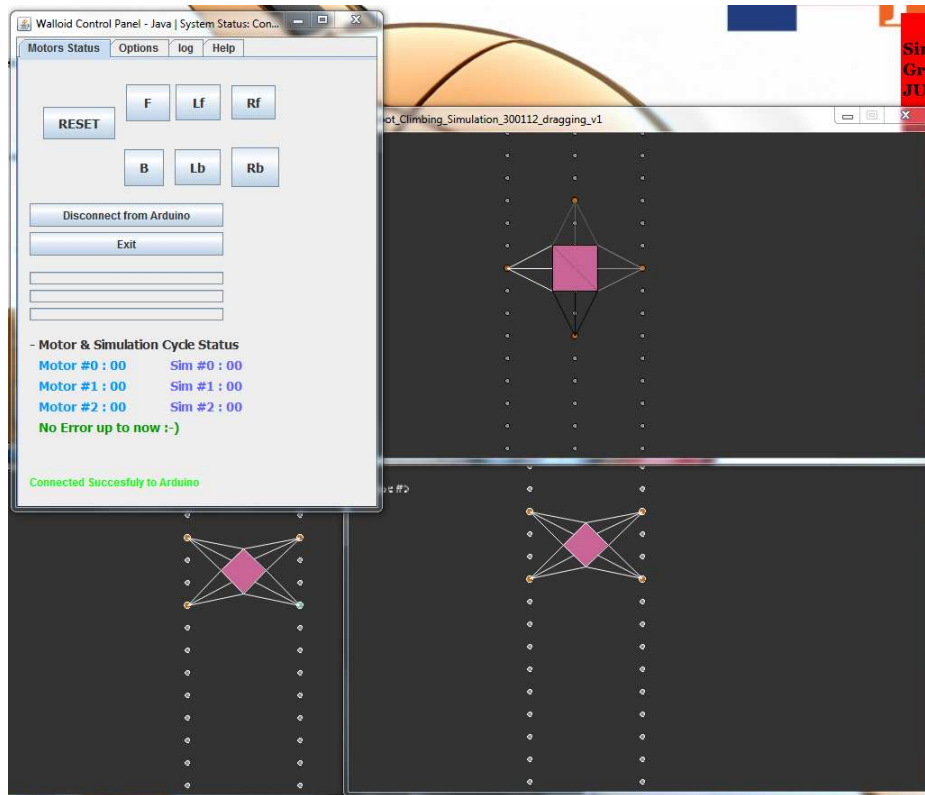 Walloid Control Panel - Java | System Status: Con...
Motors Status Options log Help
F Lf Rf
RESET
B Lb Rb
Disconnect from Arduino
Exit
- Motor & Simulation Cycle Status
Motor #0 : 00 Sim #0 : 00
Motor #1 : 00 Sim #1 : 00
Motor #2 : 00 Sim #2 : 00
No Error up to now :-)
Connected Succesfuly to Arduino
ot_Climbing_Simulation_300112_dragging_v1
Sir
Gr
JU